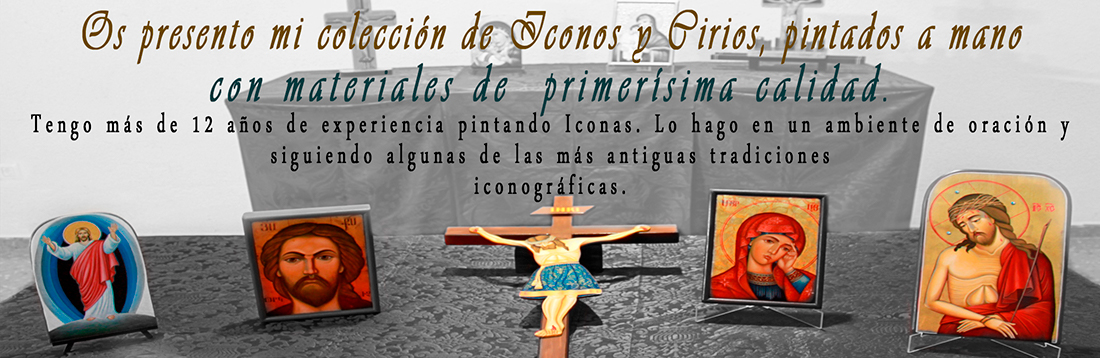 Os presento mi colección de Iconos y Cirios, pintados a mano
con materiales de primerísima calidad.
Tengo más de 12 años de experiencia pintando Iconas. Lo hago en un ambiente de oración y
siguiendo algunas de las más antiguas tradiciones
iconográficas.